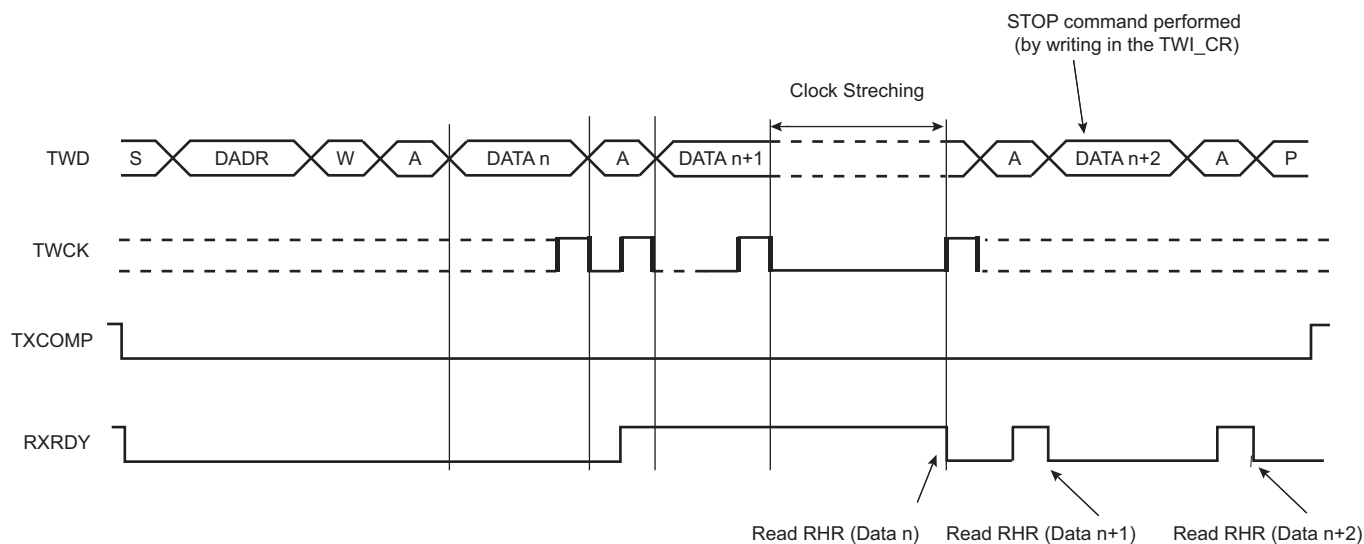 STOP command performed
(by writing in the TWI_CR)
Clock Streching
TWD S DADR W A DATA n A DATA n+1 A DATA n+2 A P
TWCK
TXCOMP
RXRDY
Read RHR (Data n) Read RHR (Data n+1) Read RHR (Data n+2)